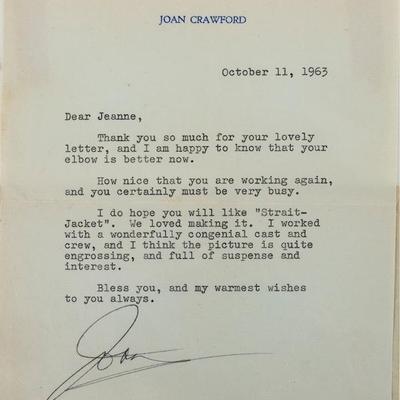 JOAN CRAWFORD
October 11, 1963
Dear Jeanne,
Thank you so much for your lovely
letter, and I am happy to know that your
elbow is better now.
How nice that you are working again,
and you certainly must be very busy.
I do hope you will like "Strait-
Jacket". We loved making it. I worked
with a wonderfully congenial cast and
crew, and I think the picture is quite
engrossing, and full of suspense and
interest.
Bless you, and my warmest wishes
to you always.
Joan